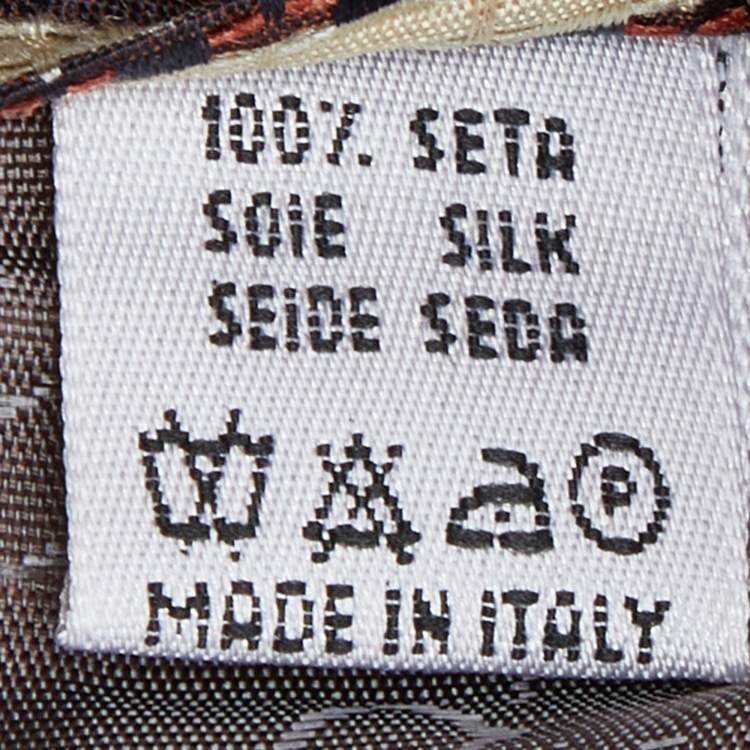 100% SETA
SOIE SILK
SEIDE SEDA
P
MADE IN ITALY